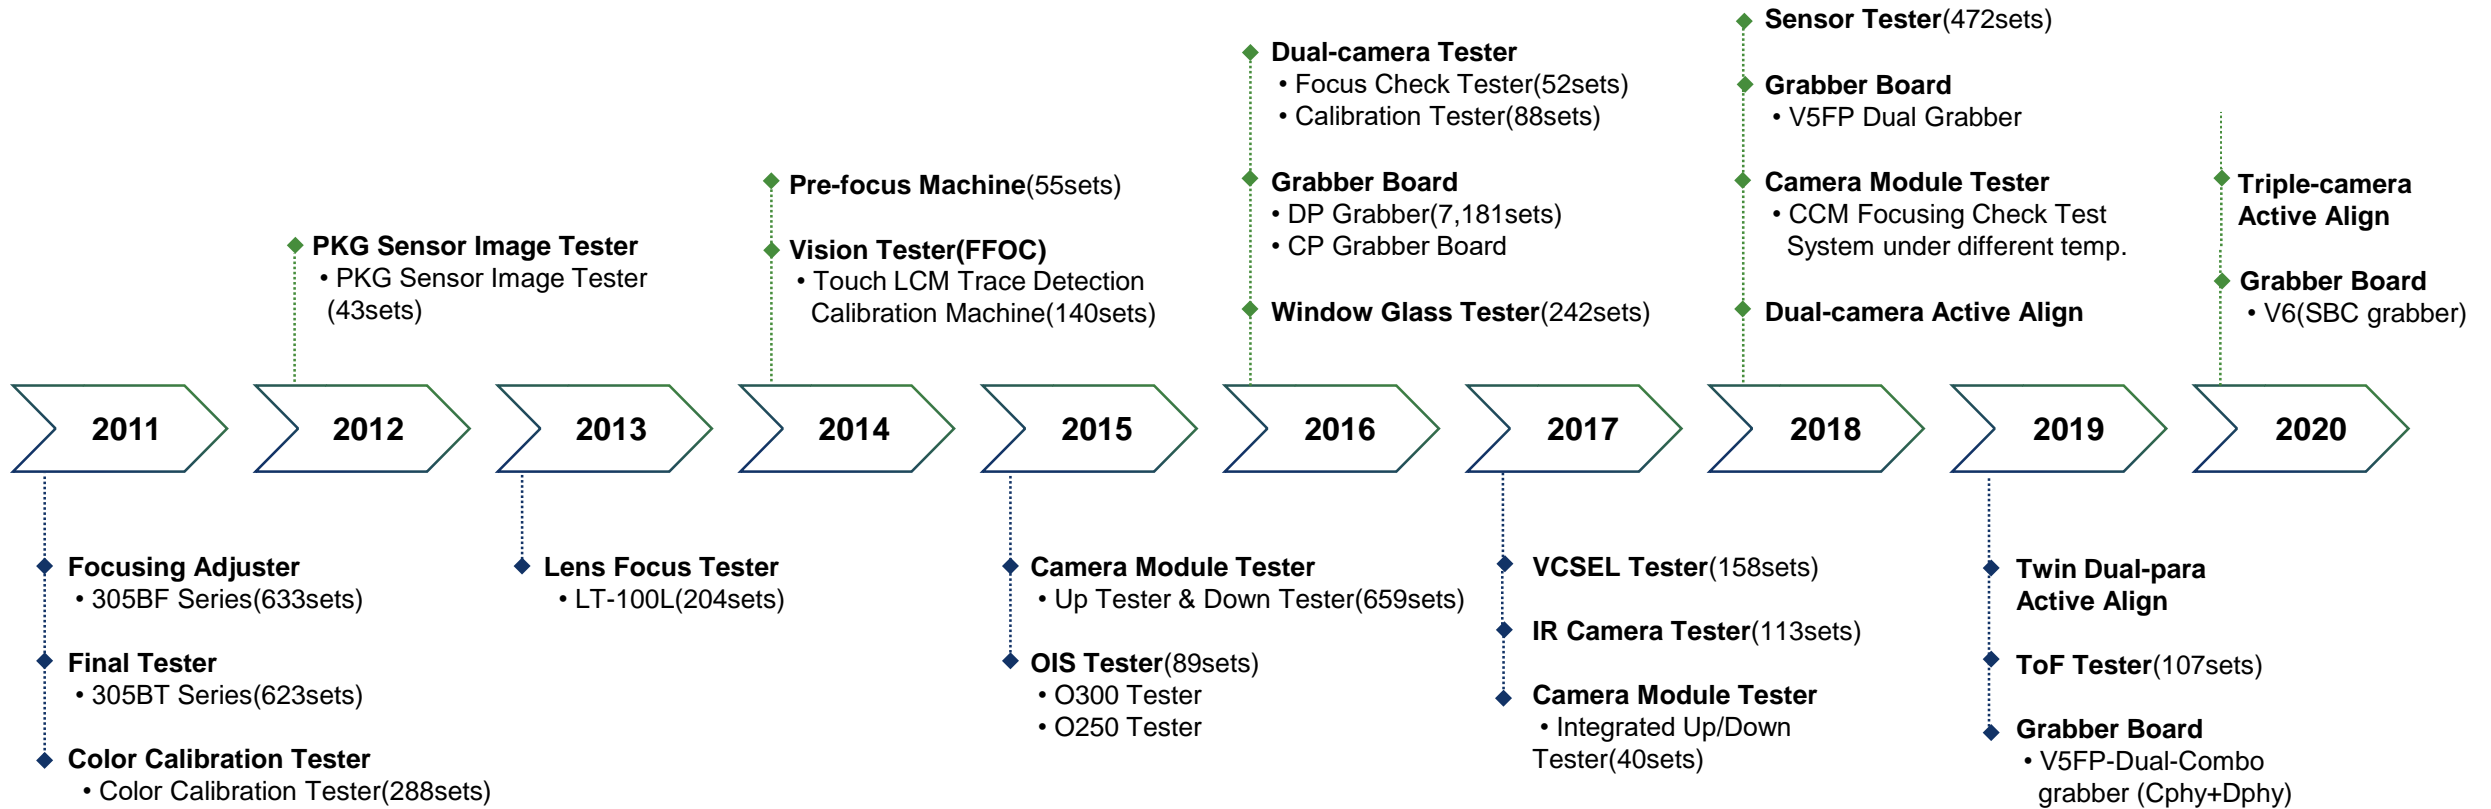 Sensor Tester(472sets)
Grabber Board
• V5FP Dual Grabber
Camera Module Tester
• CCM Focusing Check Test
System under different temp.
Dual-camera Active Align
Dual-camera Tester
• Focus Check Tester(52sets)
• Calibration Tester(88sets)
Grabber Board
• DP Grabber(7,181sets)
• CP Grabber Board
Window Glass Tester(242sets)
Pre-focus Machine(55sets)
Vision Tester(FFOC)
• Touch LCM Trace Detection
Calibration Machine(140sets)
PKG Sensor Image Tester
• PKG Sensor Image Tester
(43sets)
Triple-camera
Active Align
Grabber Board
• V6(SBC grabber)
2011
2012
2013
2014
2015
2016
2017
2018
2019
2020
Focusing Adjuster
• 305BF Series(633sets)
Final Tester
• 305BT Series(623sets)
Color Calibration Tester
• Color Calibration Tester(288sets)
Lens Focus Tester
• LT-100L(204sets)
Camera Module Tester
• Up Tester & Down Tester(659sets)
OIS Tester(89sets)
• O300 Tester
• O250 Tester
VCSEL Tester(158sets)
IR Camera Tester(113sets)
Camera Module Tester
• Integrated Up/Down
Tester(40sets)
Twin Dual-para
Active Align
ToF Tester(107sets)
Grabber Board
• V5FP-Dual-Combo
grabber (Cphy+Dphy)